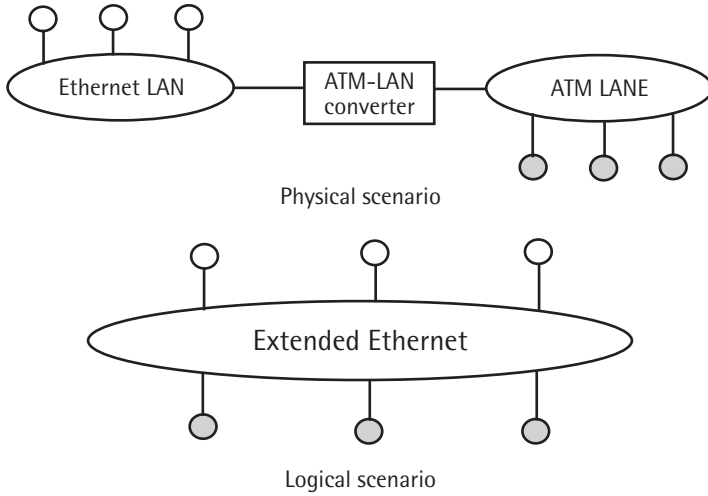 Ethernet LAN
ATM-LAN
converter
ATM LANE
Physical scenario
Extended Ethernet
Logical scenario